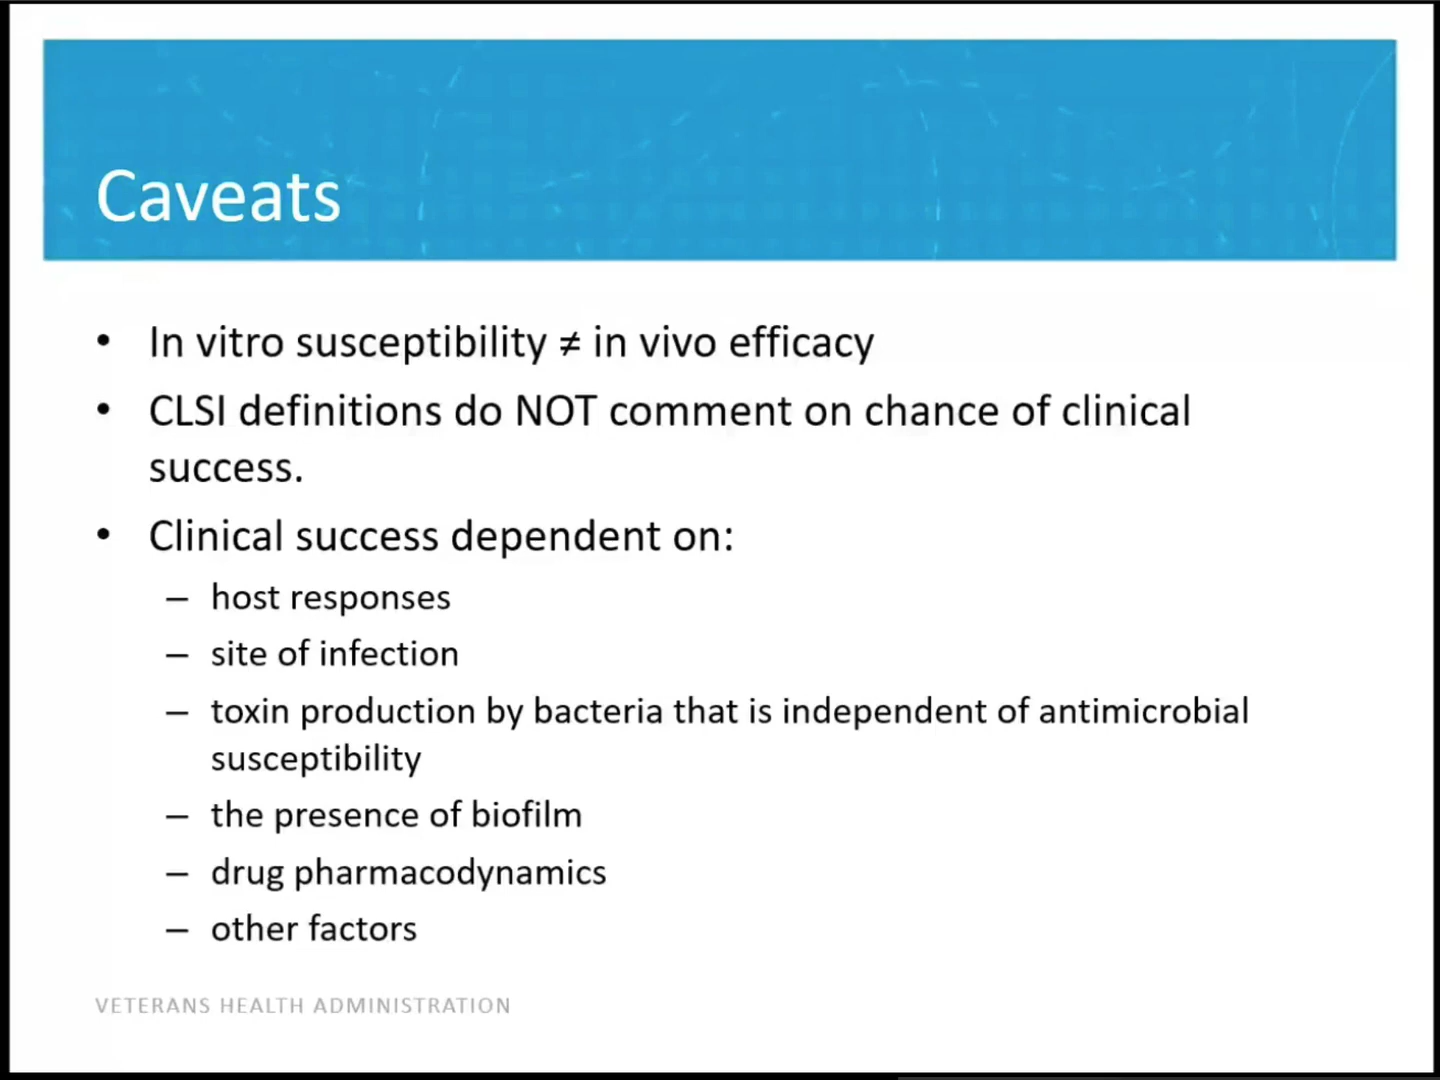 Caveats
• In vitro susceptibility ≠ in vivo efficacy
• CLSI definitions do NOT comment on chance of clinical
success.
• Clinical success dependent on:
– host responses
– site of infection
– toxin production by bacteria that is independent of antimicrobial
susceptibility
– the presence of biofilm
– drug pharmacodynamics
– other factors
VETERANS HEALTH ADMINISTRATION